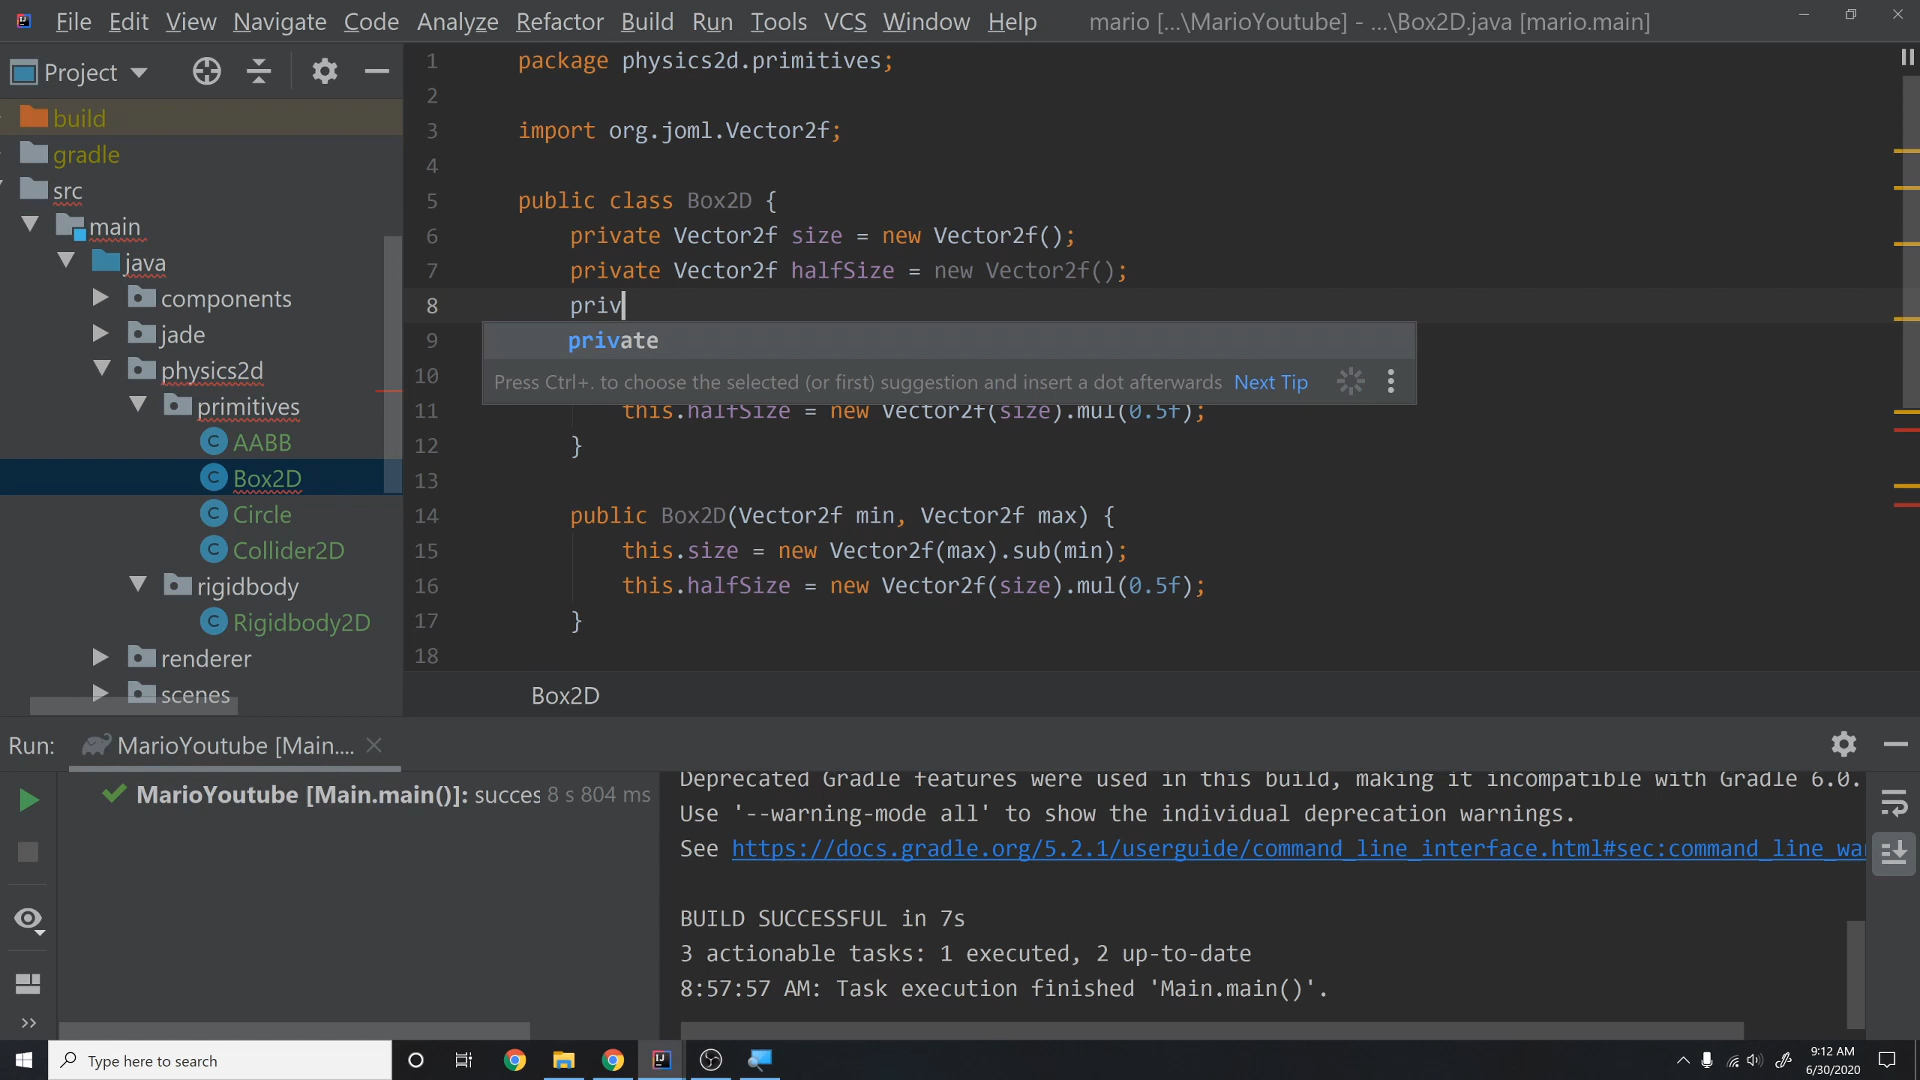 File Edit View Navigate Code Analyze Refactor Build Run Tools VCS Window Help mario [...\MarioYoutube] - ...\Box2D.java [mario.main]
Project
build
gradle
src
main
java
components
jade
physics2d
primitives
AABB
Box2D
Circle
Collider2D
rigidbody
Rigidbody2D
renderer
scenes
1 package physics2d.primitives;
2
3 import org.joml.Vector2f;
4
5 public class Box2D {
6 private Vector2f size = new Vector2f();
7 private Vector2f halfSize = new Vector2f();
8 priv
9 private
10 Press Ctrl+. to choose the selected (or first) suggestion and insert a dot afterwards Next Tip
11 this.halfSize = new Vector2f(size).mul(0.5f);
12 }
13
14 public Box2D(Vector2f min, Vector2f max) {
15 this.size = new Vector2f(max).sub(min);
16 this.halfSize = new Vector2f(size).mul(0.5f);
17 }
18
Box2D
Run: MarioYoutube [Main....
MarioYoutube [Main.main()]: succes 8 s 804 ms
Deprecated Gradle features were used in this build, making it incompatible with Gradle 6.0.
Use '--warning-mode all' to show the individual deprecation warnings.
See https://docs.gradle.org/5.2.1/userguide/command_line_interface.html#sec:command_line_wa
BUILD SUCCESSFUL in 7s
3 actionable tasks: 1 executed, 2 up-to-date
8:57:57 AM: Task execution finished 'Main.main()'.
Type here to search
9:12 AM
6/30/2020